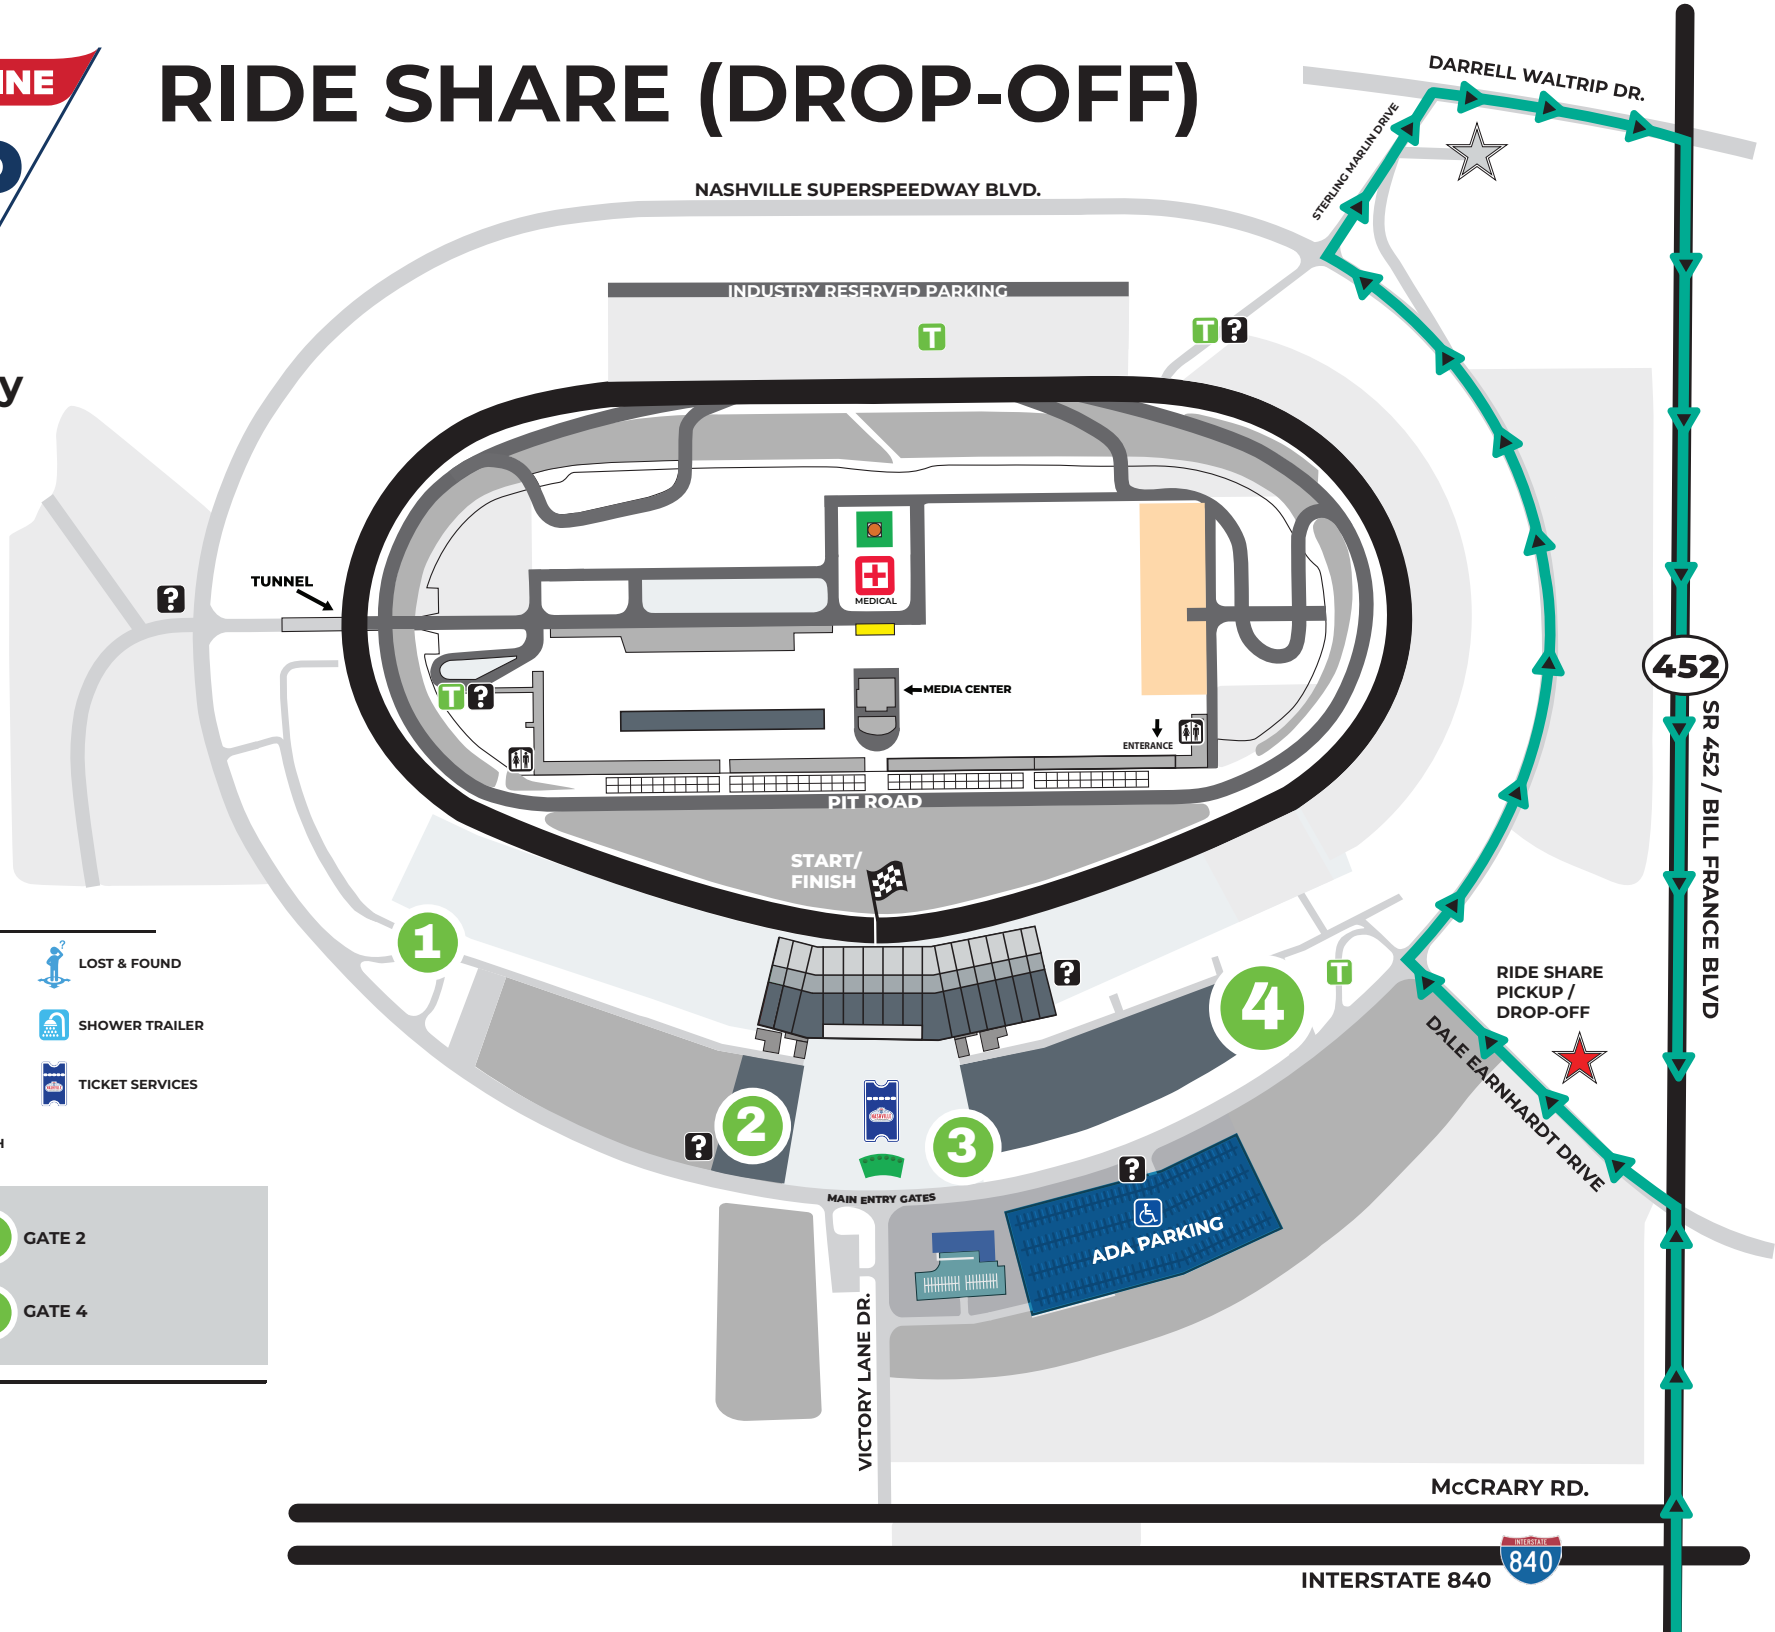 RIDE SHARE (DROP-OFF)
DARRELL WALTRIP DR.
STERLING MARLIN DRIVE
NASHVILLE SUPERSPEEDWAY BLVD.
INDUSTRY RESERVED PARKING
T
T ?
y
MEDICAL
TUNNEL
?
452
SR 452 / BILL FRANCE BLVD
T ?
MEDIA CENTER
ENTERANCE
PIT ROAD
START/
FINISH
1
?
4
T
RIDE SHARE
PICKUP /
DROP-OFF
DALE EARNHARDT DRIVE
?
LOST & FOUND
SHOWER TRAILER
TICKET SERVICES
H
GATE 2
GATE 4
2
?
NASHVILLE
3
MAIN ENTRY GATES
?
ADA PARKING
VICTORY LANE DR.
McCRARY RD.
INTERSTATE
840
INTERSTATE 840